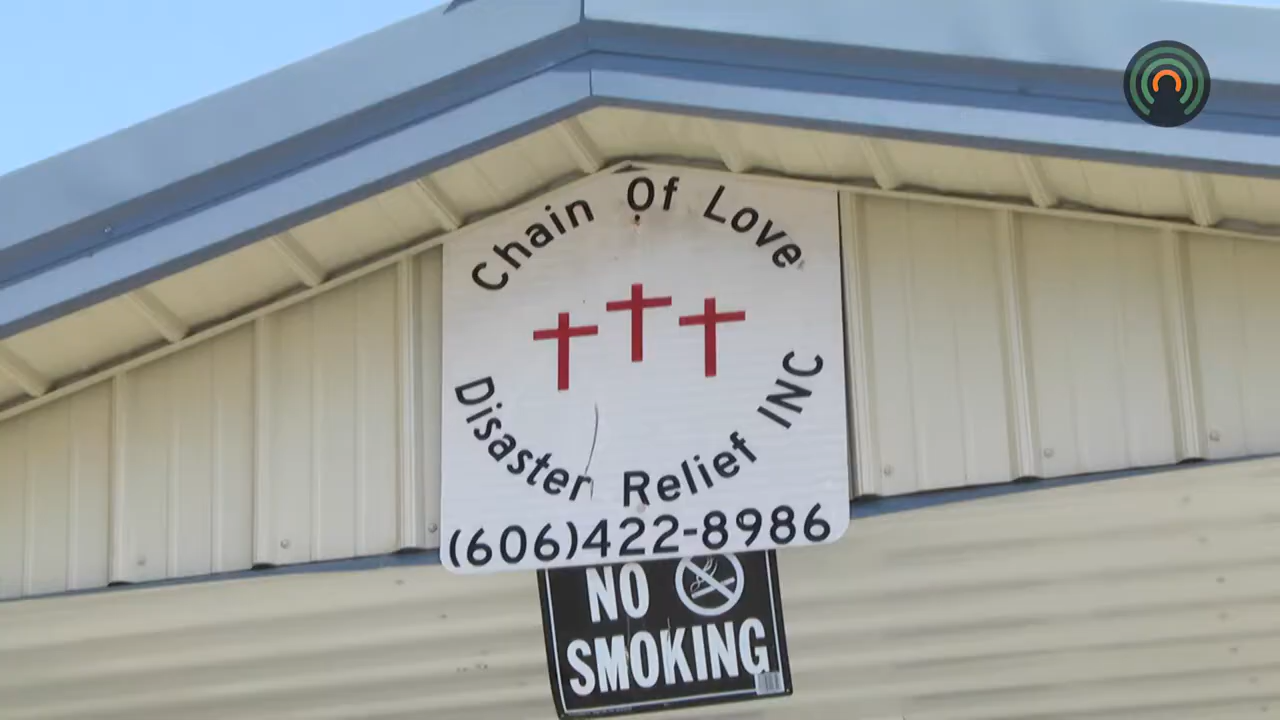 Chain Of Love
Disaster Relief INC
(606)422-8986
NO
SMOKING